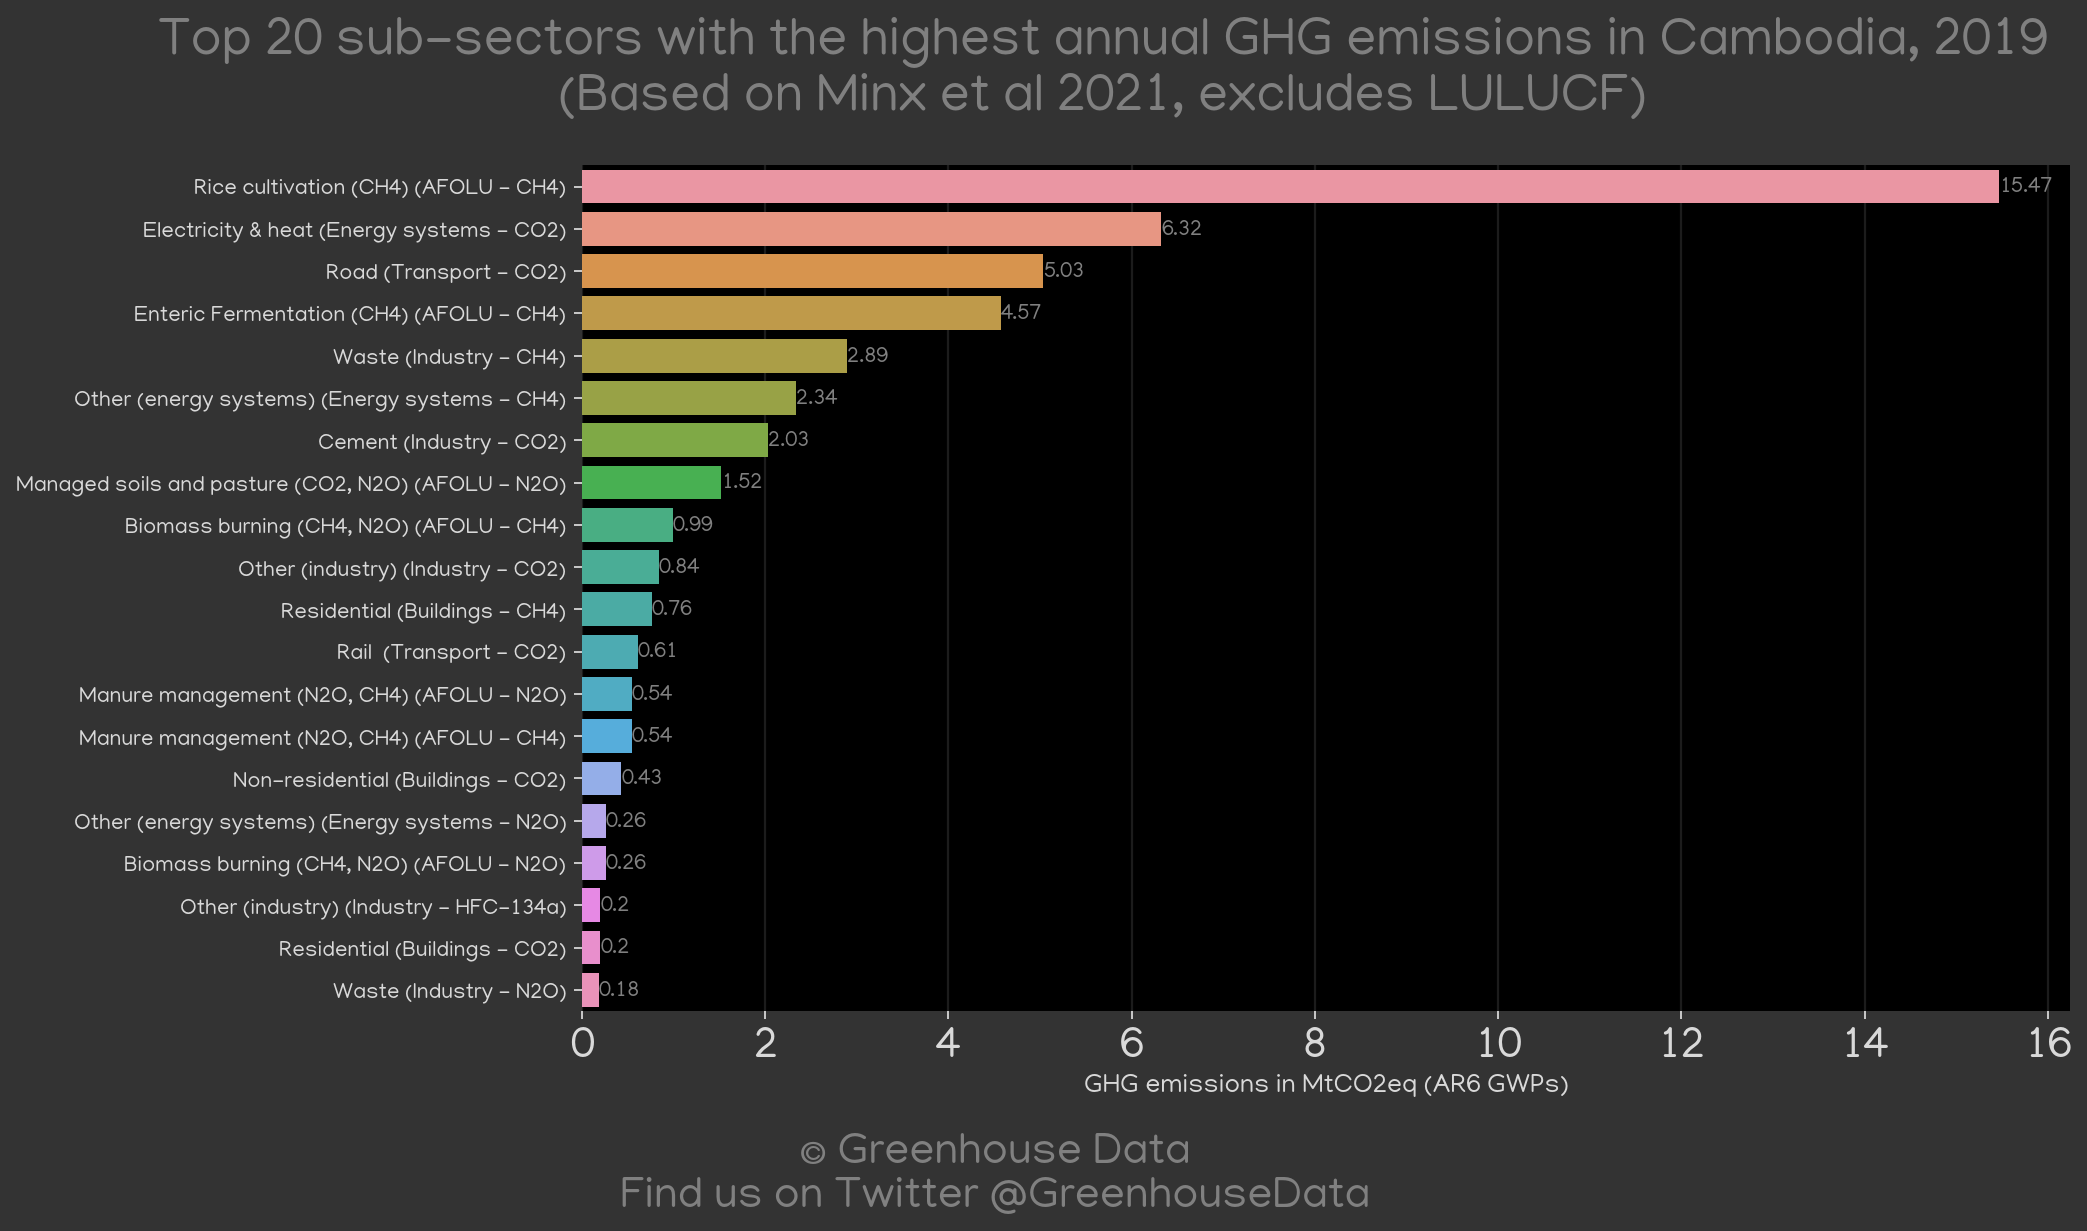 Top 20 sub-sectors with the highest annual GHG emissions in Cambodia, 2019
(Based on Minx et al 2021, excludes LULUCF)
Rice cultivation (CH4) (AFOLU - CH4) 15.47
Electricity & heat (Energy systems - CO2) 6.32
Road (Transport - CO2) 5.03
Enteric Fermentation (CH4) (AFOLU - CH4) 4.57
Waste (Industry - CH4) 2.89
Other (energy systems) (Energy systems - CH4) 2.34
Cement (Industry - CO2) 2.03
Managed soils and pasture (CO2, N2O) (AFOLU - N2O) 1.52
Biomass burning (CH4, N2O) (AFOLU - CH4) 0.99
Other (industry) (Industry - CO2) 0.84
Residential (Buildings - CH4) 0.76
Rail  (Transport - CO2) 0.61
Manure management (N2O, CH4) (AFOLU - N2O) 0.54
Manure management (N2O, CH4) (AFOLU - CH4) 0.54
Non-residential (Buildings - CO2) 0.43
Other (energy systems) (Energy systems - N2O) 0.26
Biomass burning (CH4, N2O) (AFOLU - N2O) 0.26
Other (industry) (Industry - HFC-134a) 0.2
Residential (Buildings - CO2) 0.2
Waste (Industry - N2O) 0.18
0 2 4 6 8 10 12 14 16
GHG emissions in MtCO2eq (AR6 GWPs)
© Greenhouse Data
Find us on Twitter @GreenhouseData